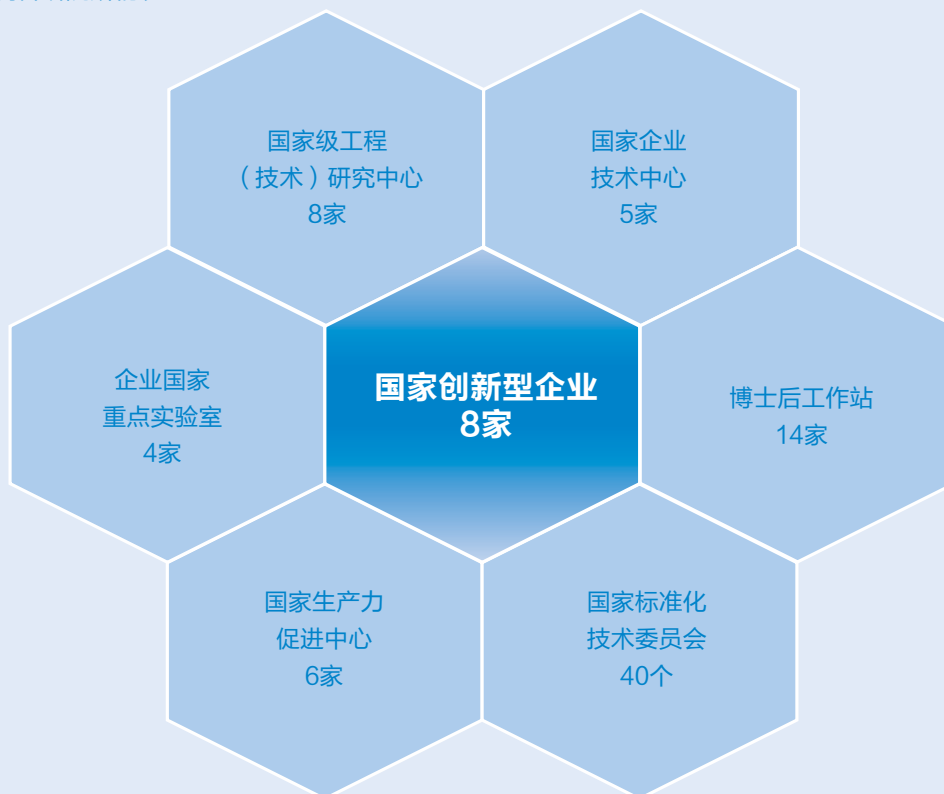 国家级工程
（技术）研究中心
8家
国家企业
技术中心
5家
企业国家
重点实验室
4家
国家创新型企业
8家
博士后工作站
14家
国家生产力
促进中心
6家
国家标准化
技术委员会
40个